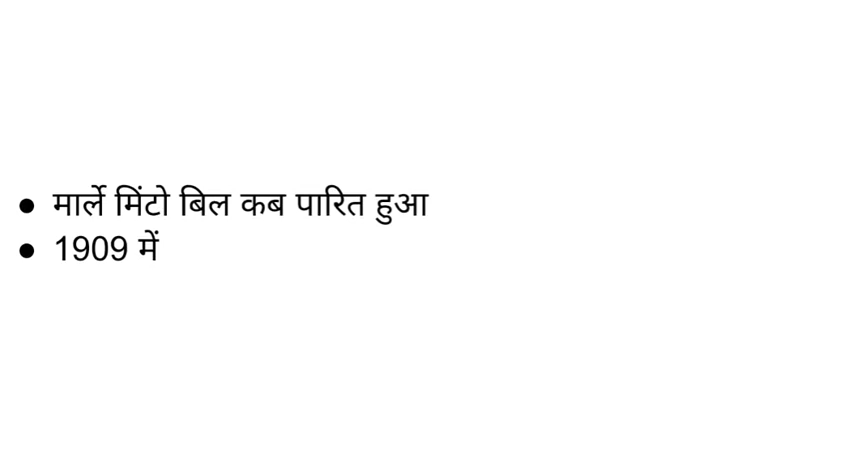 ● मार्ले मिंटो बिल कब पारित हुआ
● 1909 में